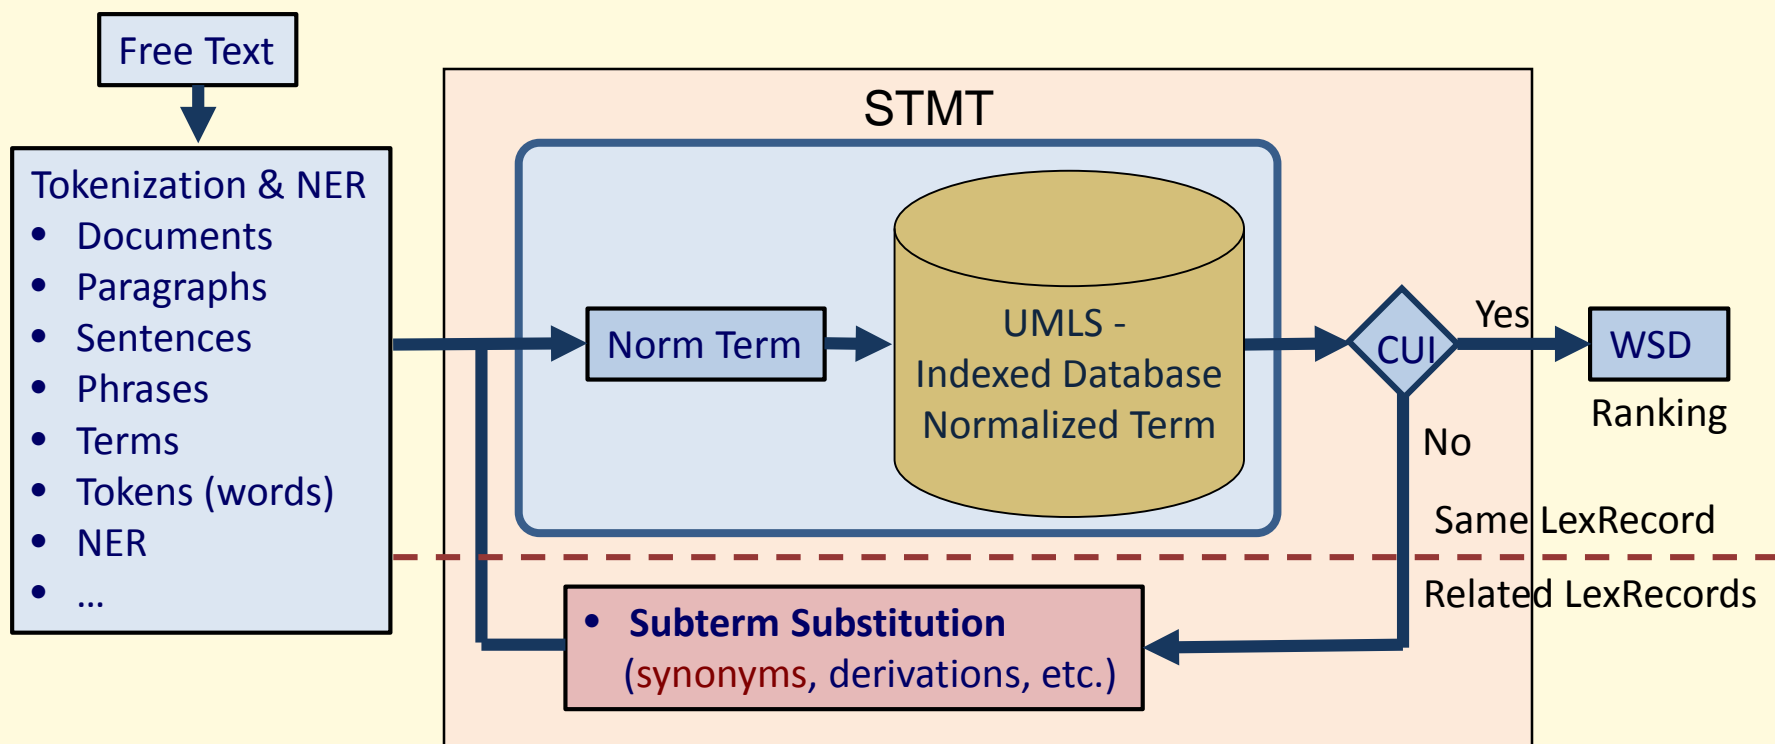 Free Text
STMT
Tokenization & NER
• Documents
• Paragraphs
• Sentences
• Phrases
• Terms
• Tokens (words)
• NER
• ...
Norm Term
UMLS -
Indexed Database
Normalized Term
CUI
Yes
WSD
Ranking
No
Same LexRecord
Related LexRecords
• Subterm Substitution
(synonyms, derivations, etc.)